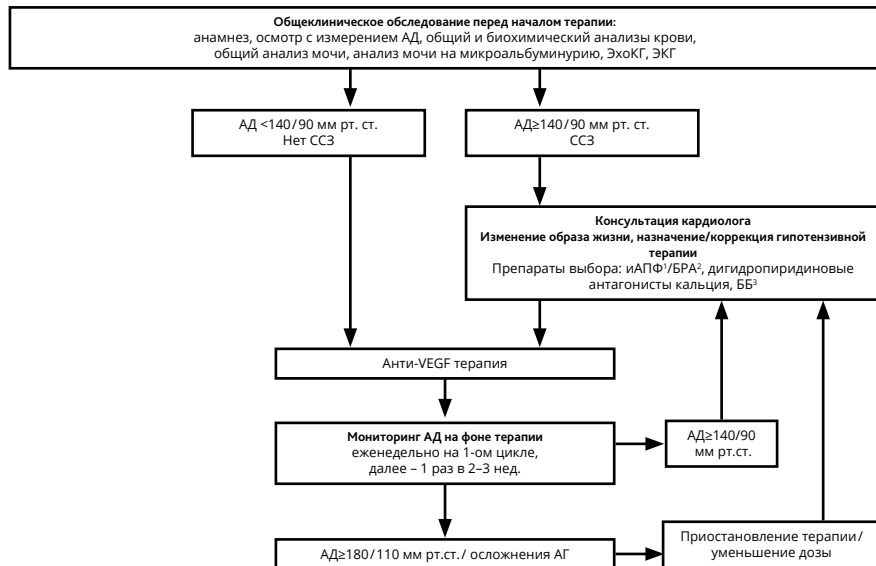 Общеклиническое обследование перед началом терапии:
анамнез, осмотр с измерением АД, общий и биохимический анализы крови,
общий анализ мочи, анализ мочи на микроальбуминурию, ЭхоКГ, ЭКГ
АД <140/90 мм рт. ст.
Нет ССЗ
АД≥140/90 мм рт. ст.
ССЗ
Консультация кардиолога
Изменение образа жизни, назначение/коррекция гипотензивной
терапии
Препараты выбора: иАПФ¹/БРА², дигидропиридиновые
антагонисты кальция, ББ³
Анти-VEGF терапия
Мониторинг АД на фоне терапии
еженедельно на 1-ом цикле,
далее – 1 раз в 2–3 нед.
АД≥140/90
мм рт.ст.
АД≥180/110 мм рт.ст./ осложнения АГ
Приостановление терапии/
уменьшение дозы